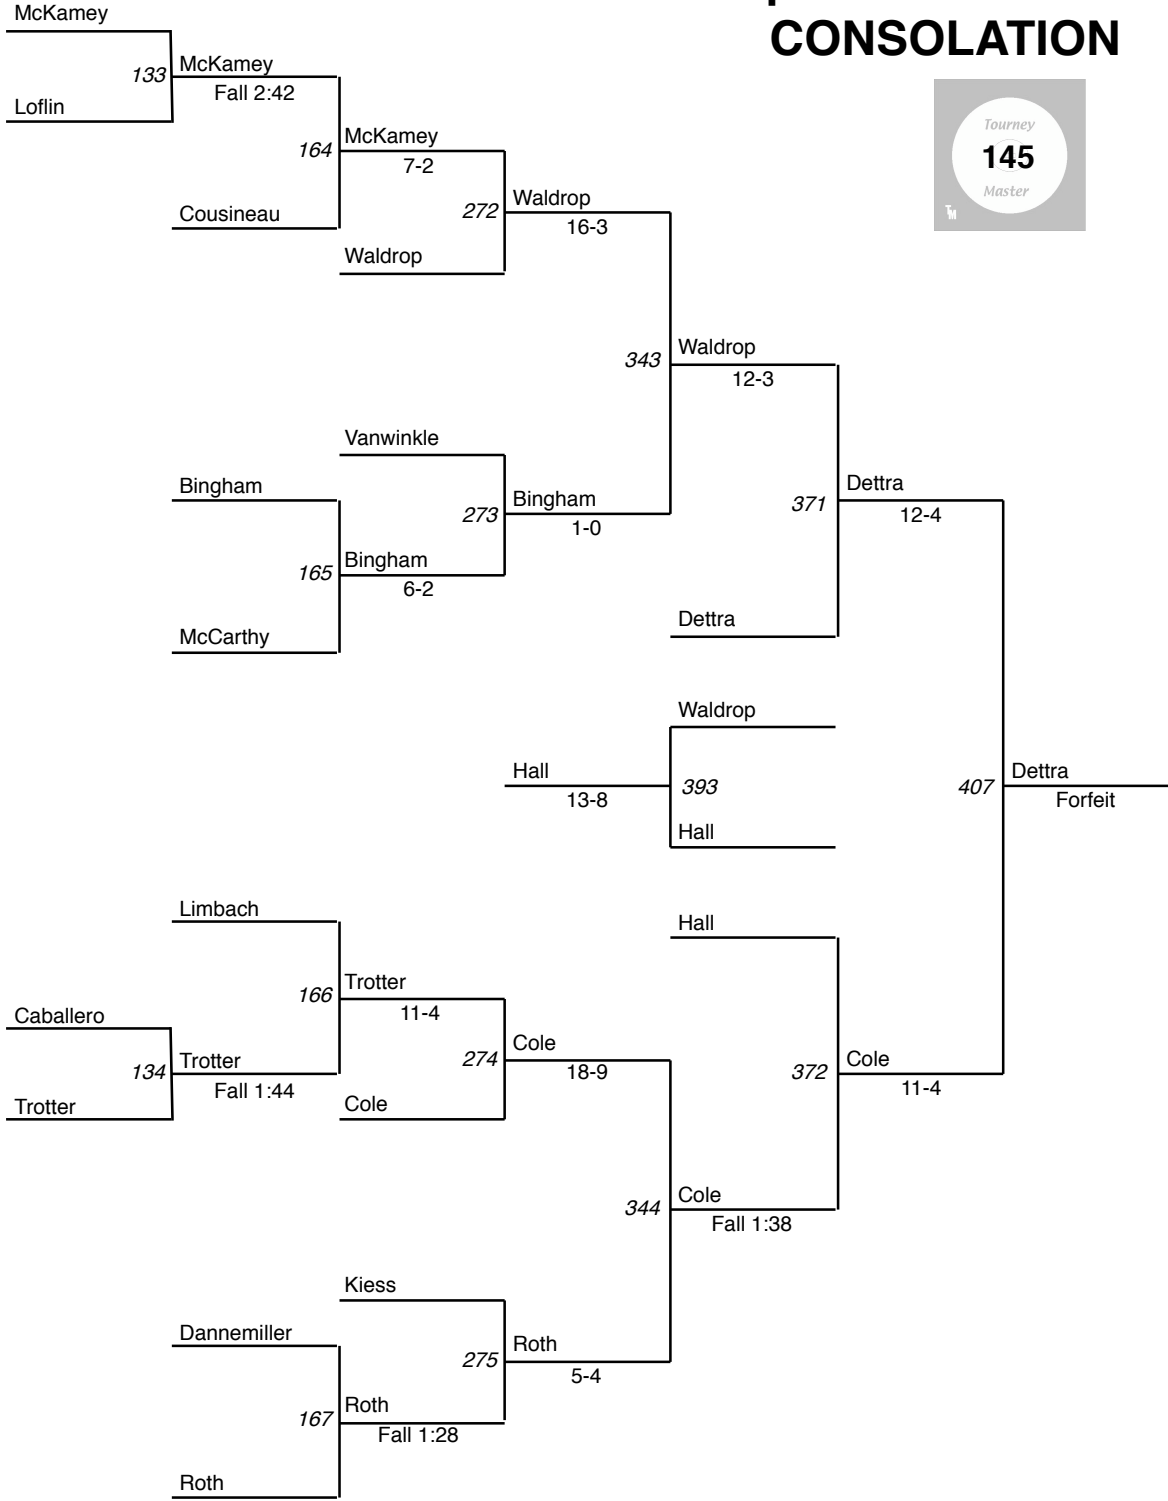 CONSOLATION
Tourney
145
Master
TM
McKamey
133
McKamey
Fall 2:42
Loflin
164
McKamey
7-2
Cousineau
272
Waldrop
16-3
Waldrop
343
Waldrop
12-3
Vanwinkle
Bingham
273
Bingham
1-0
165
Bingham
6-2
McCarthy
371
Dettra
12-4
Dettra
Waldrop
Hall
13-8
393
Hall
407
Dettra
Forfeit
Limbach
Hall
166
Trotter
11-4
Caballero
134
Trotter
Fall 1:44
Trotter
274
Cole
18-9
Cole
372
Cole
11-4
344
Cole
Fall 1:38
Kiess
Dannemiller
275
Roth
5-4
167
Roth
Fall 1:28
Roth